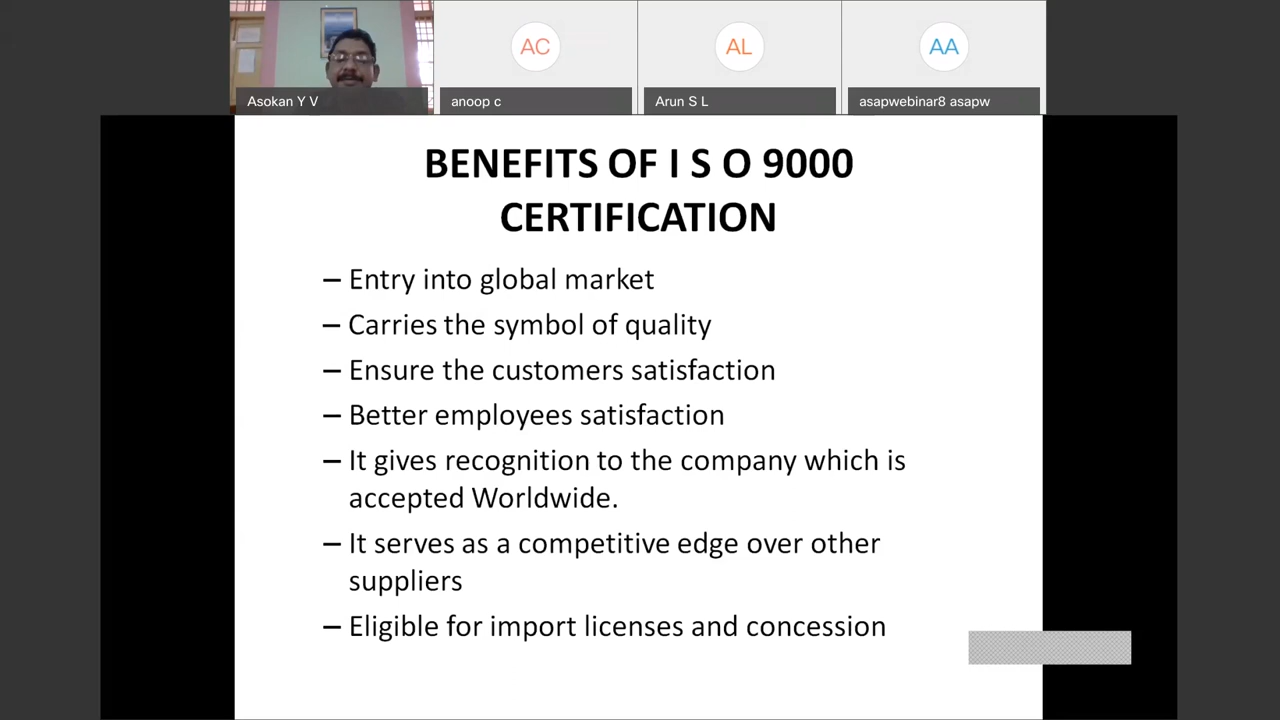 AC
AL
AA
Asokan Y V
anoop c
Arun S L
asapwebinar8 asapw
BENEFITS OF I S O 9000
CERTIFICATION
– Entry into global market
– Carries the symbol of quality
– Ensure the customers satisfaction
– Better employees satisfaction
– It gives recognition to the company which is
accepted Worldwide.
– It serves as a competitive edge over other
suppliers
– Eligible for import licenses and concession